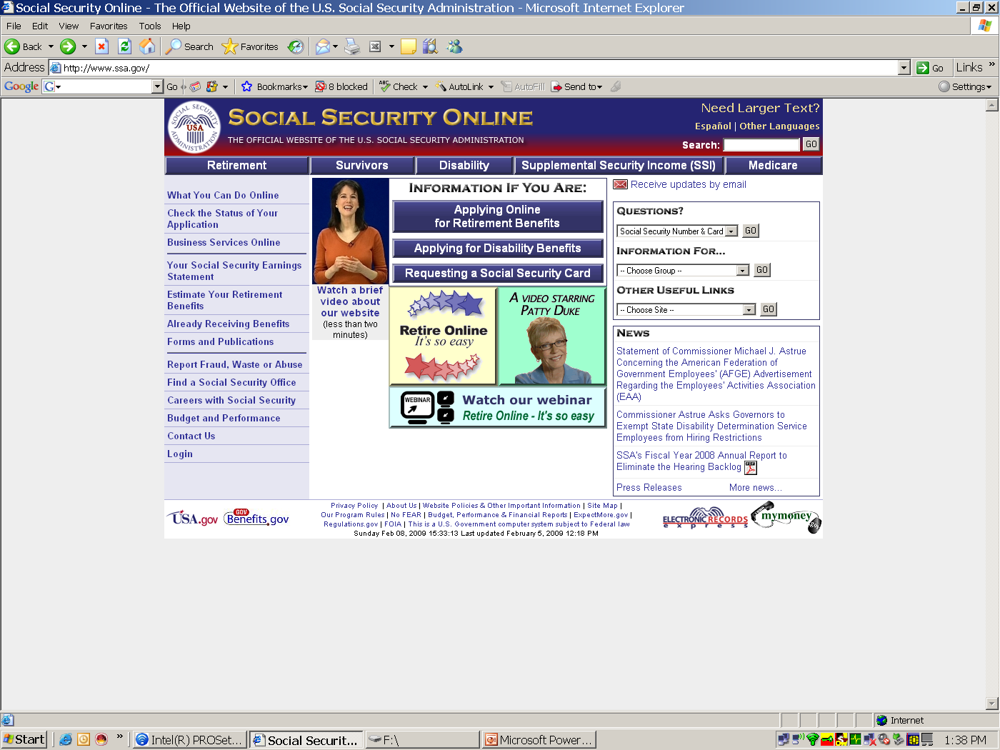 Social Security Online - The Official Website of the U.S. Social Security Administration - Microsoft Internet Explorer
File Edit View Favorites Tools Help
Back Search Favorites
Address http://www.ssa.gov/ Go Links »
Google G Go Bookmarks 8 blocked ABC Check AutoLink AutoFill Send to Settings
SOCIAL SECURITY ADMINISTRATION
USA
SOCIAL SECURITY ONLINE
THE OFFICIAL WEBSITE OF THE U.S. SOCIAL SECURITY ADMINISTRATION
Need Larger Text?
Español | Other Languages
Search: GO
Retirement Survivors Disability Supplemental Security Income (SSI) Medicare
What You Can Do Online
Check the Status of Your
Application
Business Services Online
Your Social Security Earnings
Statement
Estimate Your Retirement
Benefits
Already Receiving Benefits
Forms and Publications
Report Fraud, Waste or Abuse
Find a Social Security Office
Careers with Social Security
Budget and Performance
Contact Us
Login
Watch a brief
video about
our website
(less than two
minutes)
INFORMATION IF YOU ARE:
Applying Online
for Retirement Benefits
Applying for Disability Benefits
Requesting a Social Security Card
Retire Online
It's so easy
A VIDEO STARRING
PATTY DUKE
WEBINAR
Watch our webinar
Retire Online - It's so easy
Receive updates by email
QUESTIONS?
Social Security Number & Card GO
INFORMATION FOR...
-- Choose Group -- GO
OTHER USEFUL LINKS
-- Choose Site -- GO
NEWS
Statement of Commissioner Michael J. Astrue
Concerning the American Federation of
Government Employees' (AFGE) Advertisement
Regarding the Employees' Activities Association
(EAA)
Commissioner Astrue Asks Governors to
Exempt State Disability Determination Service
Employees from Hiring Restrictions
SSA's Fiscal Year 2008 Annual Report to
Eliminate the Hearing Backlog
Press Releases More news...
USA.gov GOV Benefits.gov
Privacy Policy | About Us | Website Policies & Other Important Information | Site Map |
Our Program Rules | No FEAR | Budget, Performance & Financial Reports | ExpectMore.gov |
Regulations.gov | FOIA | This is a U.S. Government computer system subject to Federal law
Sunday Feb 08, 2009 15:33:13 Last updated February 5, 2009 12:18 PM
ELECTRONIC RECORDS
express
mymoney
Internet
Start » Intel(R) PROSet... Social Securit... F:\ Microsoft Power... 1:38 PM